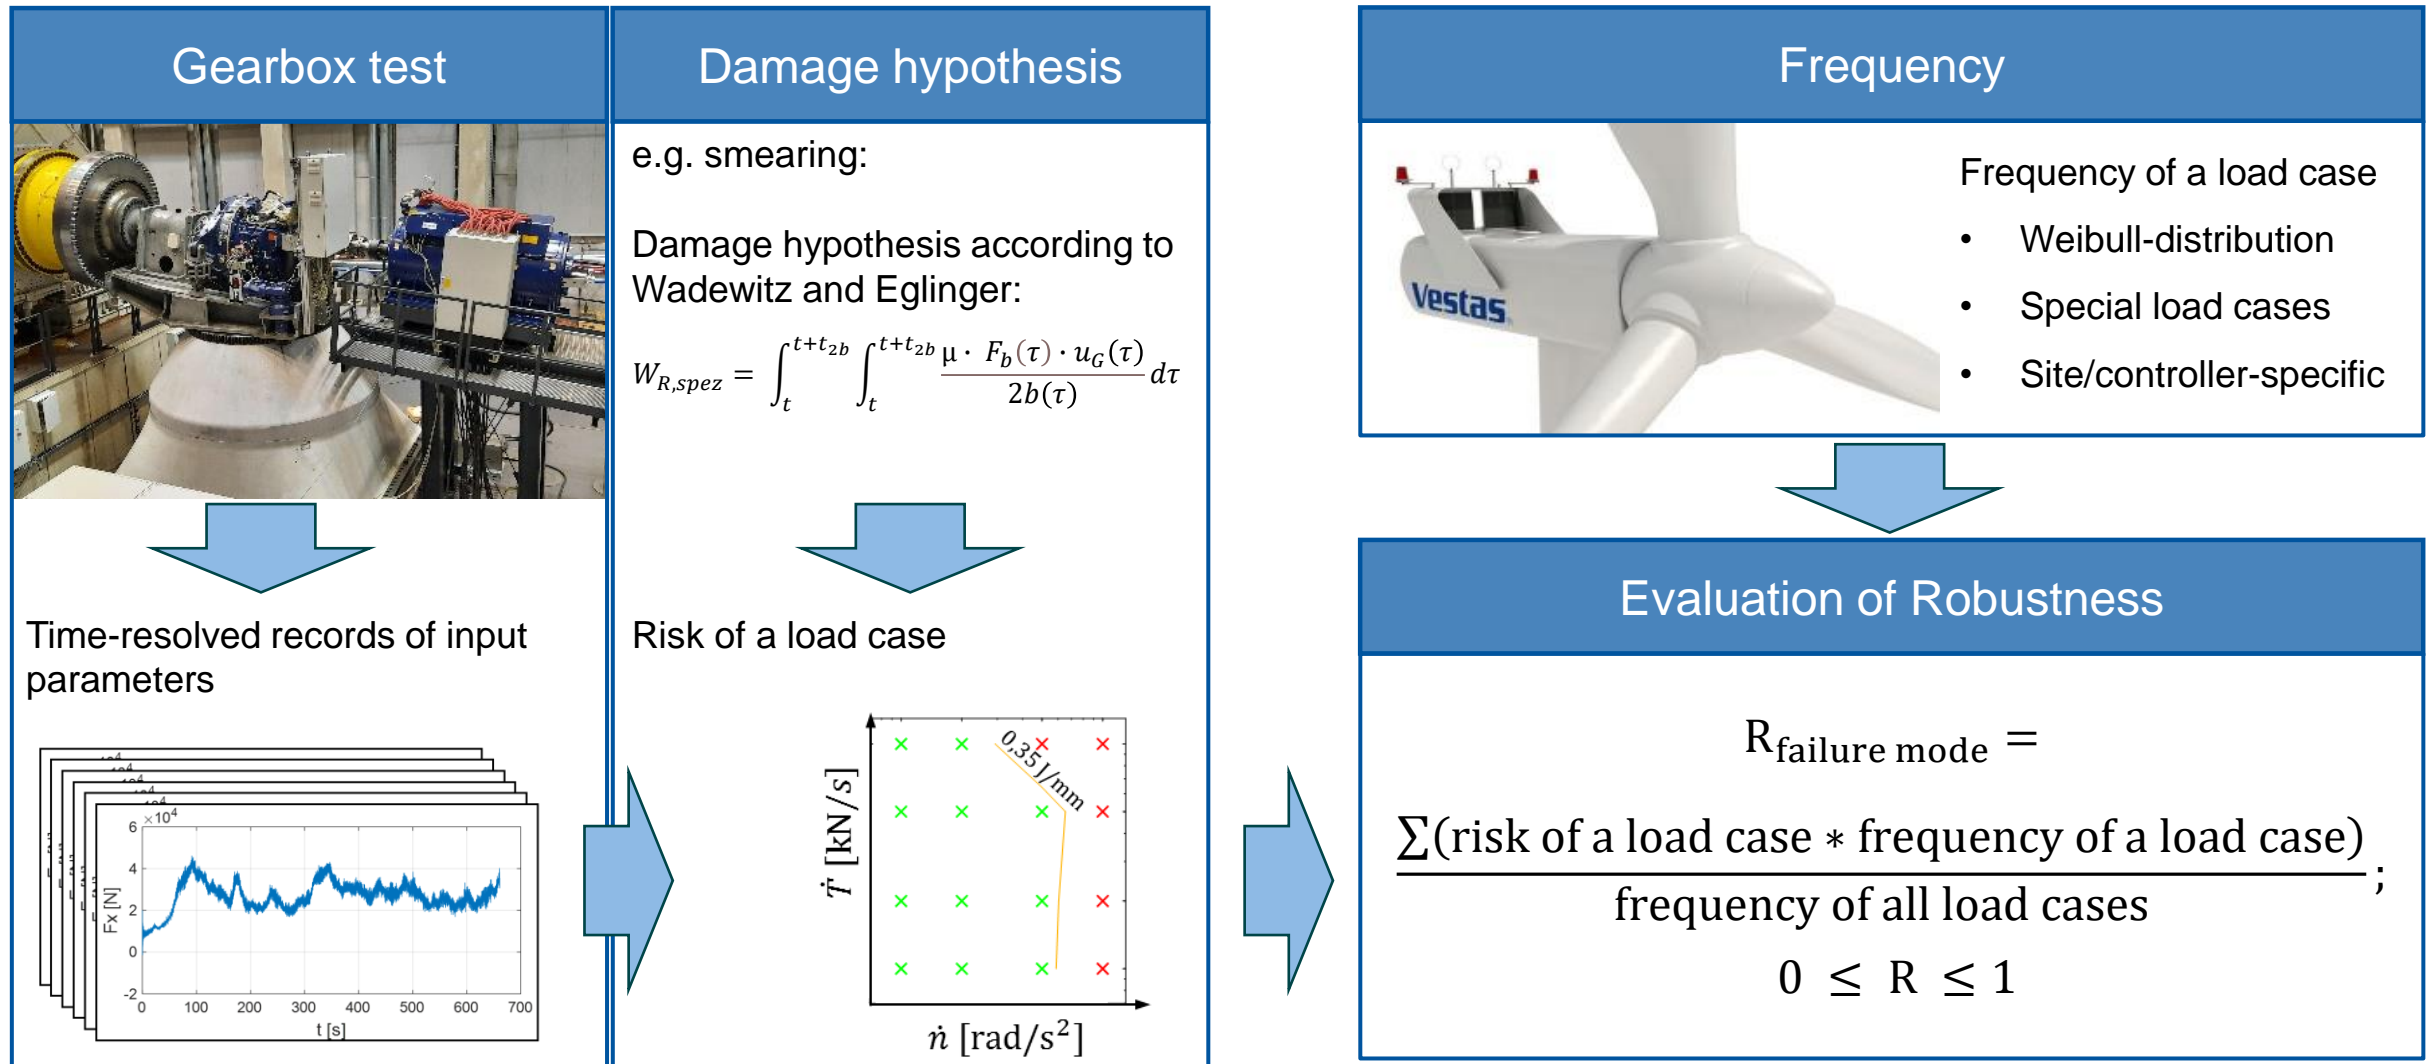 Gearbox test
Damage hypothesis
e.g. smearing:
Damage hypothesis according to
Wadewitz and Eglinger:
W_{R,spez} = ∫_t^{t+t_{2b}} ∫_t^{t+t_{2b}} \frac{μ · F_b(τ) · u_G(τ)}{2b(τ)} dτ
Time-resolved records of input
parameters
×10⁴
6
4
2
0
-2
0 100 200 300 400 500 600 700
Fx [N]
t [s]
Risk of a load case
0,35 J/mm
Ṫ [kN/s]
ṅ [rad/s²]
Frequency
Vestas
Frequency of a load case
• Weibull-distribution
• Special load cases
• Site/controller-specific
Evaluation of Robustness
R_{failure mode} =
∑(risk of a load case ∗ frequency of a load case)
frequency of all load cases
;
0 ≤ R ≤ 1